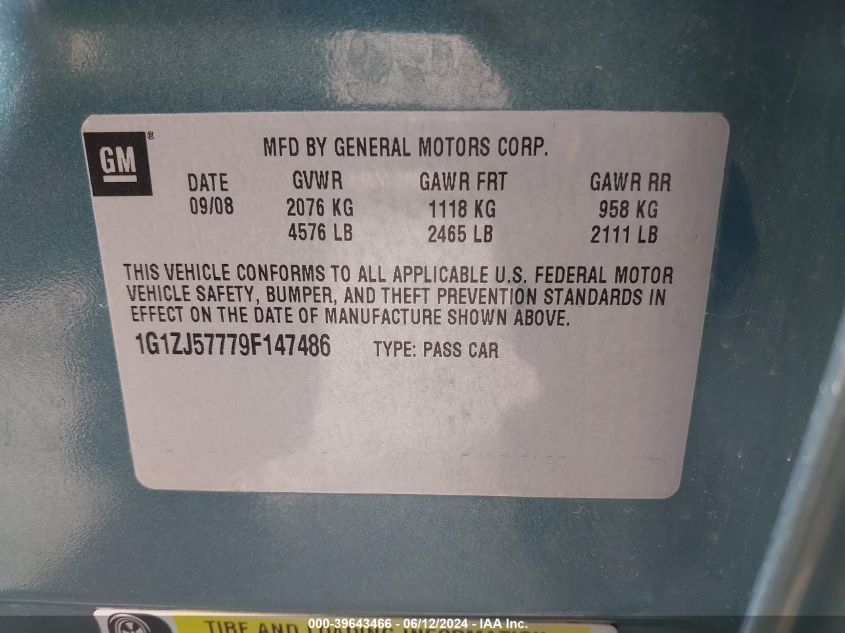 GM®
MFD BY GENERAL MOTORS CORP.
DATE GVWR GAWR FRT GAWR RR
09/08 2076 KG 1118 KG 958 KG
4576 LB 2465 LB 2111 LB
THIS VEHICLE CONFORMS TO ALL APPLICABLE U.S. FEDERAL MOTOR
VEHICLE SAFETY, BUMPER, AND THEFT PREVENTION STANDARDS IN
EFFECT ON THE DATE OF MANUFACTURE SHOWN ABOVE.
1G1ZJ57779F147486 TYPE: PASS CAR
000-39643466 - 06/12/2024 - IAA Inc.
TIRE AND LOADING INFORMATION